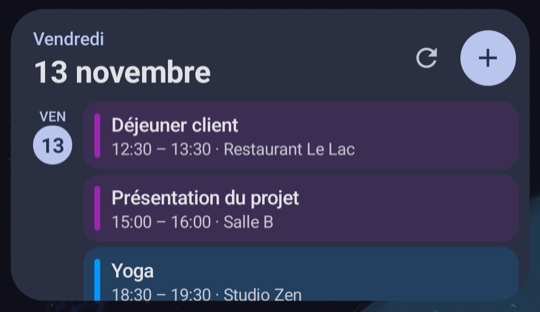 Vendredi
13 novembre
VEN
13
Déjeuner client
12:30 – 13:30 · Restaurant Le Lac
Présentation du projet
15:00 – 16:00 · Salle B
Yoga
18:30 – 19:30 · Studio Zen